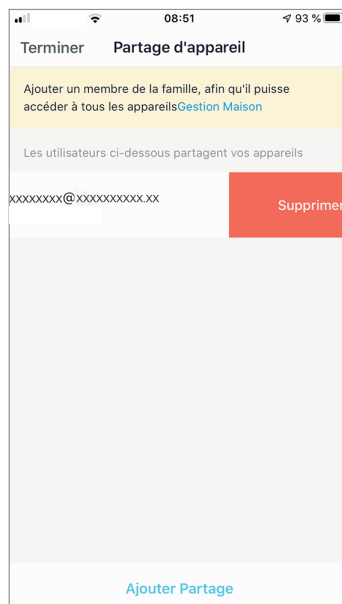 08:51
93 %
Terminer
Partage d'appareil
Ajouter un membre de la famille, afin qu'il puisse
accéder à tous les appareilsGestion Maison
Les utilisateurs ci-dessous partagent vos appareils
xxxxxxxx@xxxxxxxxxx.xx
Supprimer
Ajouter Partage